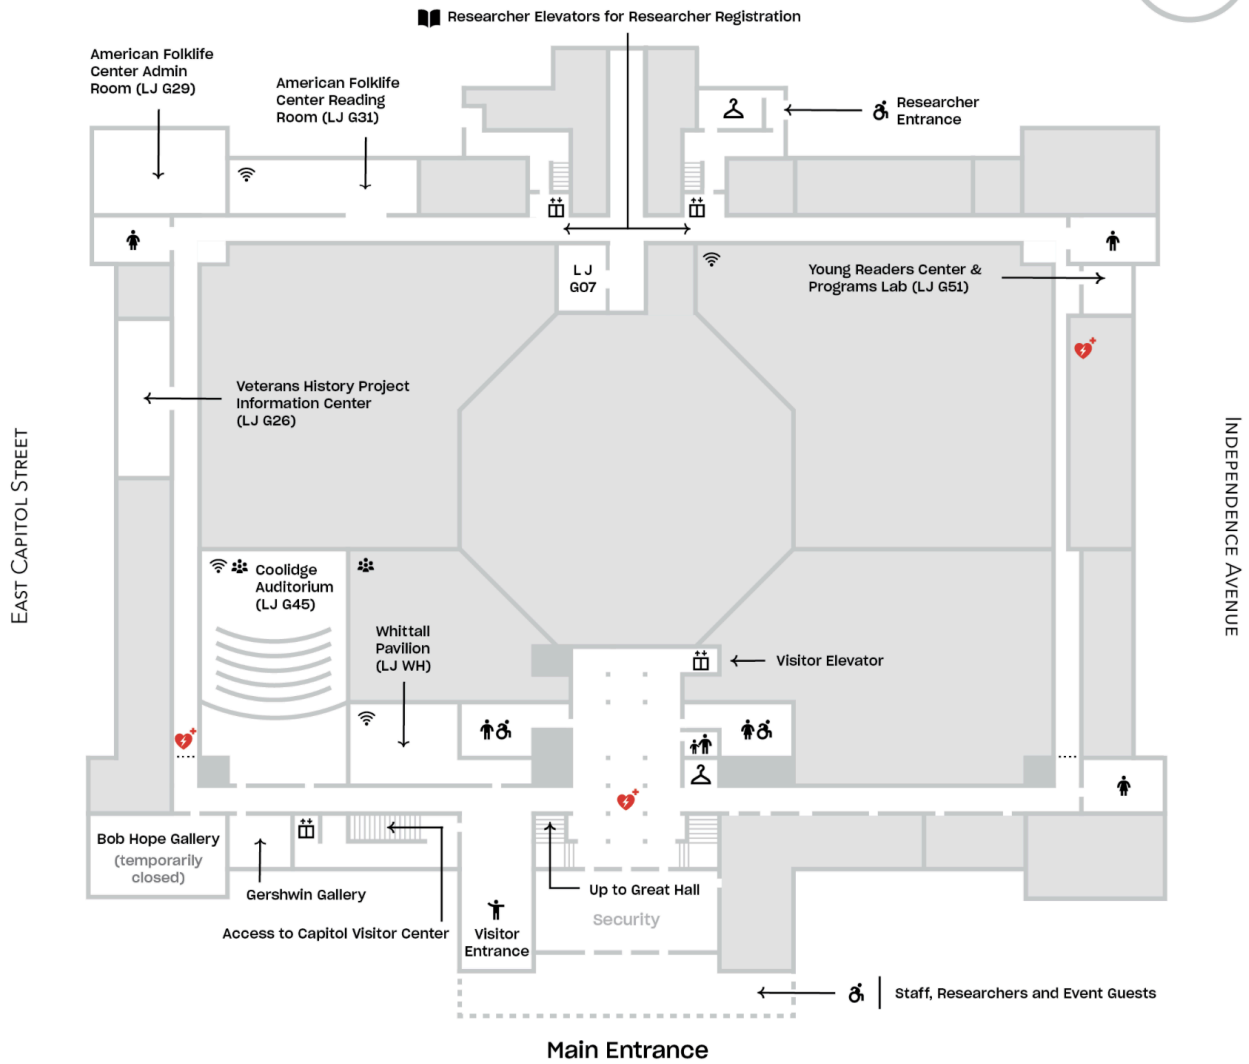 Researcher Elevators for Researcher Registration
American Folklife
Center Admin
Room (LJ G29)
American Folklife
Center Reading
Room (LJ G31)
Researcher
Entrance
L J
G07
Young Readers Center &
Programs Lab (LJ G51)
Veterans History Project
Information Center
(LJ G26)
EAST CAPITOL STREET
INDEPENDENCE AVENUE
Coolidge
Auditorium
(LJ G45)
Whittall
Pavilion
(LJ WH)
Visitor Elevator
Bob Hope Gallery
(temporarily
closed)
Gershwin Gallery
Access to Capitol Visitor Center
Up to Great Hall
Security
Visitor
Entrance
Staff, Researchers and Event Guests
Main Entrance